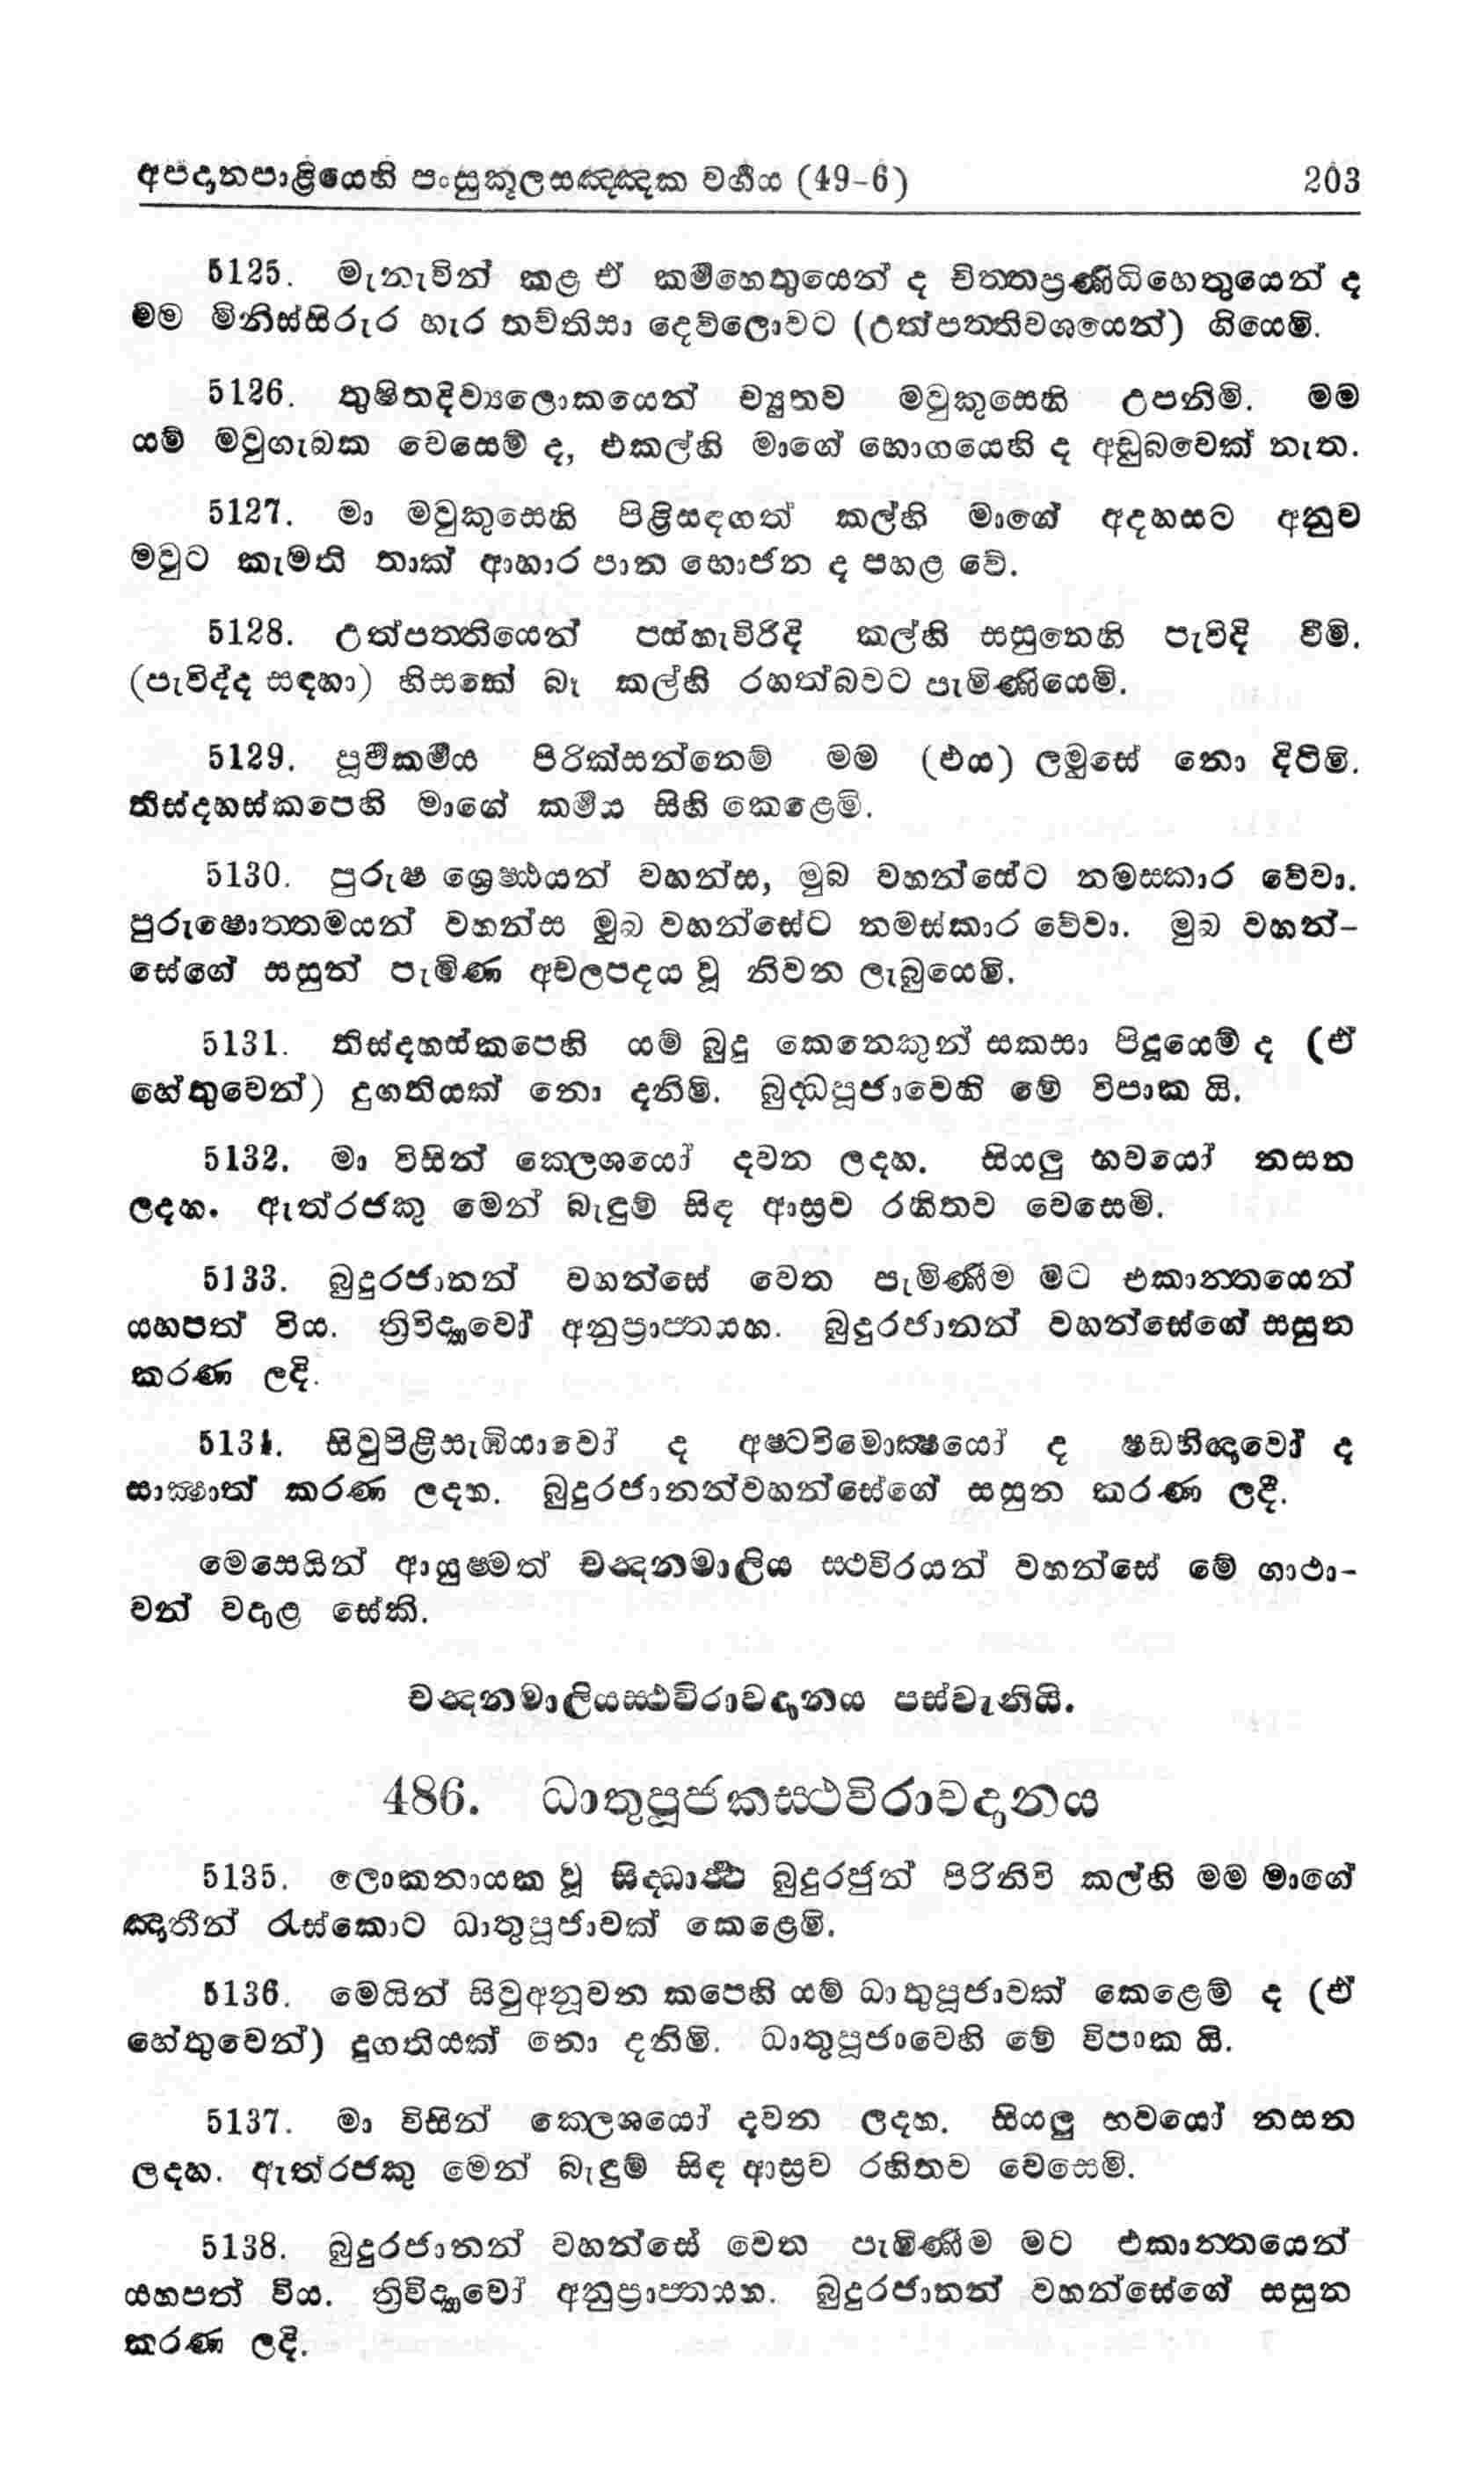 අපදානපාළියෙහි පංසුකූලසඤ්ඤක වර්‍ගය (49-6) 203
5125. මැනැවින් කළ ඒ කර්‍මහෙතුයෙන් ද චිත්තප්‍රණිධිහෙතුයෙන් ද
මම මිනිස්සිරුර හැර තව්තිසා දෙව්ලොවට (උත්පත්තිවශයෙන්) ගියෙමි.
5126. තුෂිතදිව්‍යලොකයෙන් ච්‍යුතව මවුකුසෙහි උපනිමි. මම
යම් මවුගැබක වෙසෙම් ද, එකල්හි මාගේ භොගයෙහි ද අඩුබවෙක් නැත.
5127. මා මවුකුසෙහි පිළිසඳගත් කල්හි මාගේ අදහසට අනුව
මවුට කැමති තාක් ආහාර පාන භොජන ද පහළ වේ.
5128. උත්පත්තියෙන් පස්හැවිරිදි කල්හි සසුනෙහි පැවිදි වීමි.
(පැවිද්ද සඳහා) හිසකේ බෑ කල්හි රහත්බවට පැමිණියෙමි.
5129. පූර්‍වකර්‍මය පිරික්සන්නෙම් මම (එය) ලමුසේ නො දිටිමි.
තිස්දහස්කපෙහි මාගේ කර්‍මය සිහි කෙළෙමි.
5130. පුරුෂ ශ්‍රෙෂ්ඨයන් වහන්ස, මුබ වහන්සේට නමස්කාර වේවා.
පුරුෂොත්තමයන් වහන්ස මුබ වහන්සේට නමස්කාර වේවා. මුබ වහන්-
සේගේ සසුන් පැමිණ අචලපදය වූ නිවන ලැබුයෙමි.
5131. තිස්දහස්කපෙහි යම් බුදු කෙනෙකුන් සකසා පිදූයෙම් ද (ඒ
හේතුවෙන්) දුගතියක් නො දනිමි. බුද්ධපූජාවෙහි මේ විපාක යි.
5132. මා විසින් කෙලශයෝ දවන ලදහ. සියලු භවයෝ නසන
ලදහ. ඇත්රජකු මෙන් බැඳුම් සිඳ ආස්‍රව රහිතව වෙසෙමි.
5133. බුදුරජානන් වහන්සේ වෙත පැමිණීම මට එකාන්තයෙන්
යහපත් විය. ත්‍රිවිද්‍යාවෝ අනුප්‍රාප්තයහ. බුදුරජානන් වහන්සේගේ සසුන
කරණ ලදි.
5134. සිවුපිළිසැඹියාවෝ ද අෂ්ටවිමොක්‍ෂයෝ ද ෂඩභිඥාවෝ ද
සාක්‍ෂාත් කරණ ලදහ. බුදුරජානන්වහන්සේගේ සසුන කරණ ලදී.
මෙසෙයින් ආයුෂ්මත් චඤ්දනමාලිය ස්ථවිරයන් වහන්සේ මේ ගාථා-
වන් වදාළ සේකි.
චන්දනමාලියස්ථවිරාවදානය පස්වැනියි.
486. ධාතුපූජකස්ථවිරාවදානය
5135. ලොකනායක වූ සිද්ධාර්‍ත්‍ථ බුදුරජුන් පිරිනිවි කල්හි මම මාගේ
ඤාතීන් රැස්කොට ධාතුපූජාවක් කෙළෙමි.
5136. මෙයින් සිවුඅනූවන කපෙහි යම් ධාතුපූජාවක් කෙළෙම් ද (ඒ
හේතුවෙන්) දුගතියක් නො දනිමි. ධාතුපූජාවෙහි මේ විපාක යි.
5137. මා විසින් කෙලශයෝ දවන ලදහ. සියලු භවයෝ නසන
ලදහ. ඇත්රජකු මෙන් බැඳුම් සිඳ ආස්‍රව රහිතව වෙසෙමි.
5138. බුදුරජානන් වහන්සේ වෙත පැමිණීම මට එකාන්තයෙන්
යහපත් විය. ත්‍රිවිද්‍යාවෝ අනුප්‍රාප්තයහ. බුදුරජානන් වහන්සේගේ සසුන
කරණ ලදි.